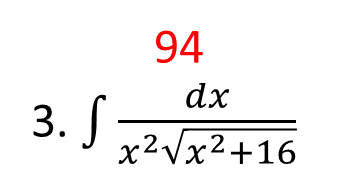 94
3. ∫ dx / x²√x²+16